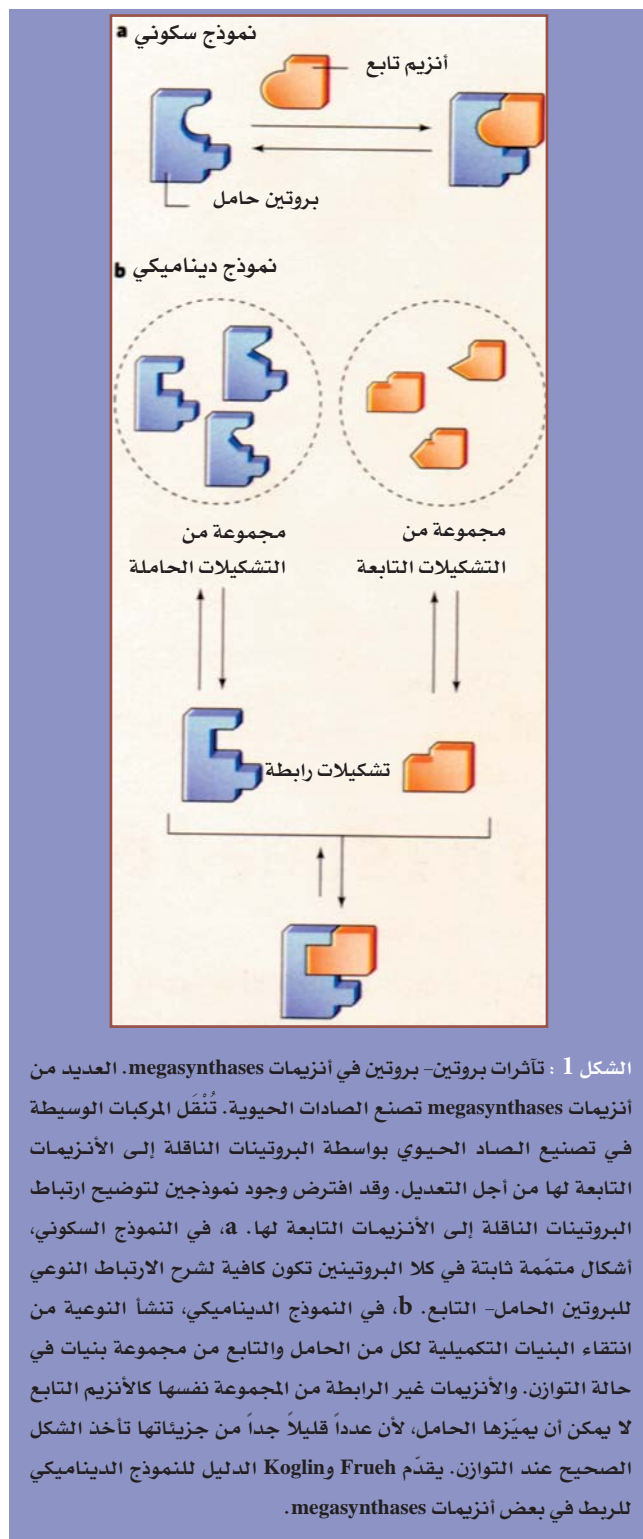 a نموذج سكوني
أنزيم تابع
بروتين حامل
b نموذج ديناميكي
مجموعة من
التشكيلات الحاملة
مجموعة من
التشكيلات التابعة
تشكيلات رابطة
الشكل 1 : تآثرات بروتين- بروتين في أنزيمات megasynthases. العديد من
أنزيمات megasynthases تصنع الصادات الحيوية. تُنْقَل المركبات الوسيطة
في تصنيع الصاد الحيوي بواسطة البروتينات الناقلة إلى الأنزيمات
التابعة لها من أجل التعديل. وقد افترض وجود نموذجين لتوضيح ارتباط
البروتينات الناقلة إلى الأنزيمات التابعة لها. a، في النموذج السكوني،
أشكال متمّمة ثابتة في كلا البروتينين تكون كافية لشرح الارتباط النوعي
للبروتين الحامل- التابع. b، في النموذج الديناميكي، تنشأ النوعية من
انتقاء البنيات التكميلية لكل من الحامل والتابع من مجموعة بنيات في
حالة التوازن. والأنزيمات غير الرابطة من المجموعة نفسها كالأنزيم التابع
لا يمكن أن يميّزها الحامل، لأن عدداً قليلاً جداً من جزيئاتها تأخذ الشكل
الصحيح عند التوازن. يقدّم Frueh وKoglin الدليل للنموذج الديناميكي
للربط في بعض أنزيمات megasynthases.